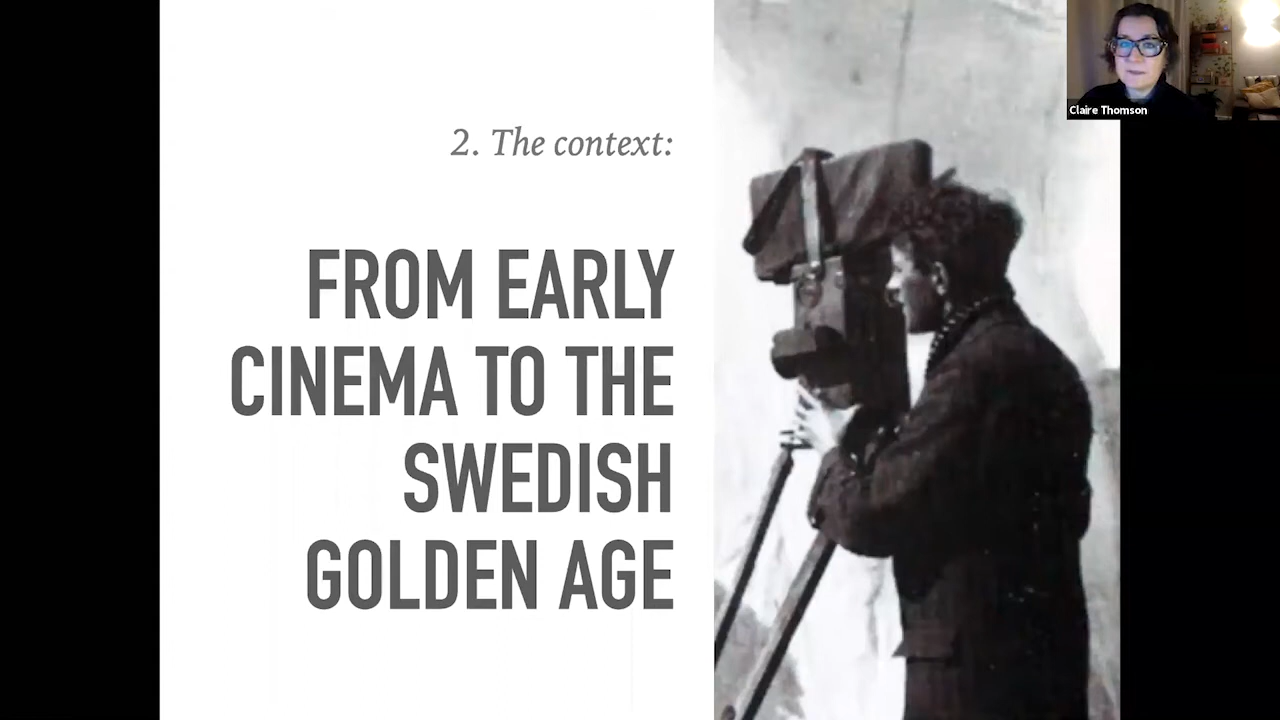 2. The context:
FROM EARLY
CINEMA TO THE
SWEDISH
GOLDEN AGE
Claire Thomson